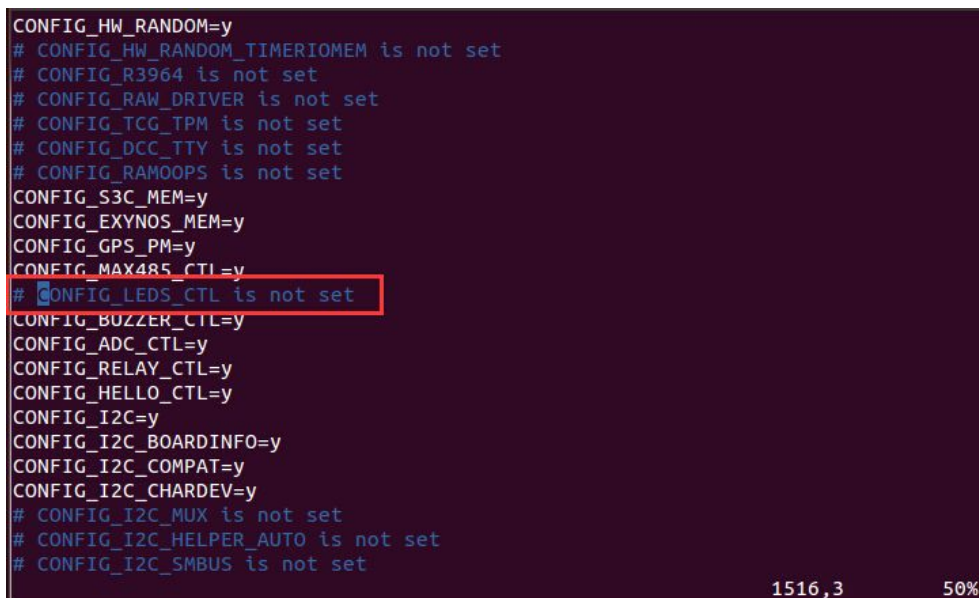 CONFIG_HW_RANDOM=y
# CONFIG_HW_RANDOM_TIMERIOMEM is not set
# CONFIG_R3964 is not set
# CONFIG_RAW_DRIVER is not set
# CONFIG_TCG_TPM is not set
# CONFIG_DCC_TTY is not set
# CONFIG_RAMOOPS is not set
CONFIG_S3C_MEM=y
CONFIG_EXYNOS_MEM=y
CONFIG_GPS_PM=y
CONFIG_MAX485_CTL=y
# CONFIG_LEDS_CTL is not set
CONFIG_BUZZER_CTL=y
CONFIG_ADC_CTL=y
CONFIG_RELAY_CTL=y
CONFIG_HELLO_CTL=y
CONFIG_I2C=y
CONFIG_I2C_BOARDINFO=y
CONFIG_I2C_COMPAT=y
CONFIG_I2C_CHARDEV=y
# CONFIG_I2C_MUX is not set
# CONFIG_I2C_HELPER_AUTO is not set
# CONFIG_I2C_SMBUS is not set
1516,3 50%